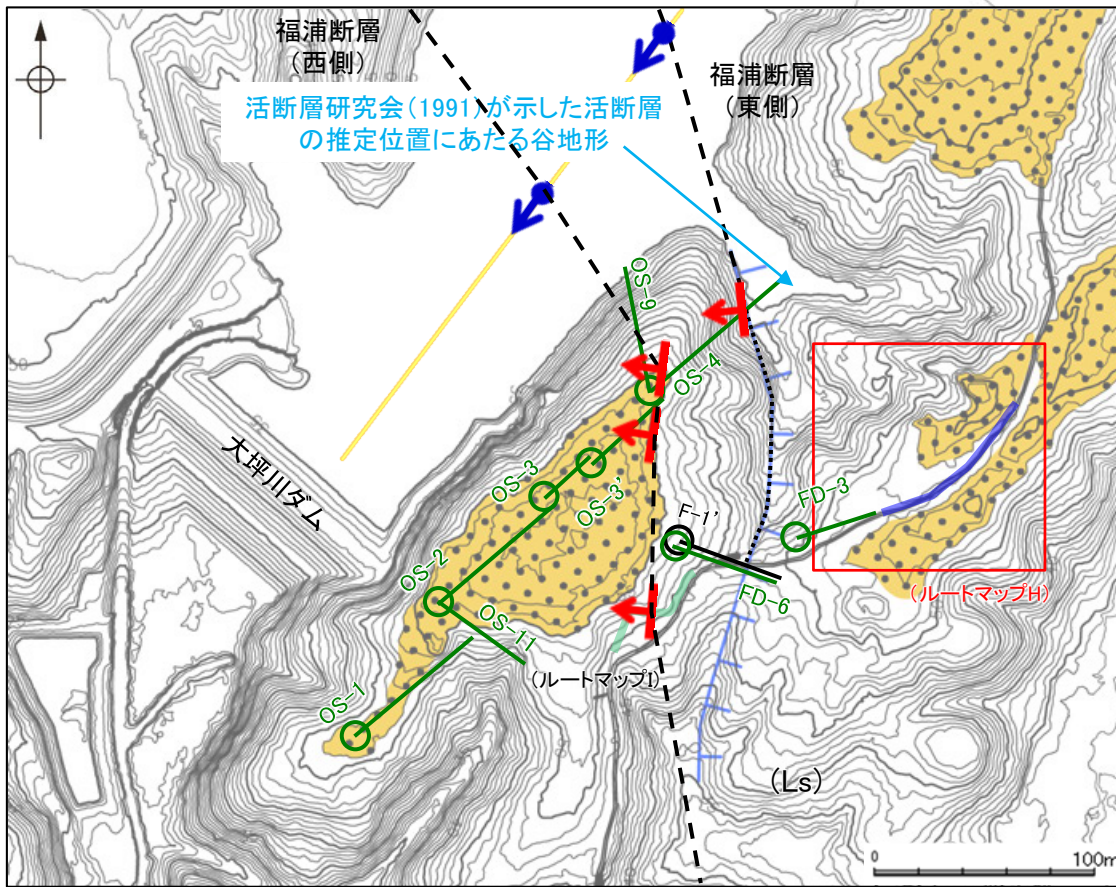 福浦断層
(西側)
福浦断層
(東側)
活断層研究会(1991)が示した活断層
の推定位置にあたる谷地形
OS-9
OS-4
大坪川ダム
OS-3
OS-3'
FD-3
F-1'
OS-2
FD-6
(ルートマップH)
OS-11
(ルートマップI)
OS-1
(Ls)
0
100m